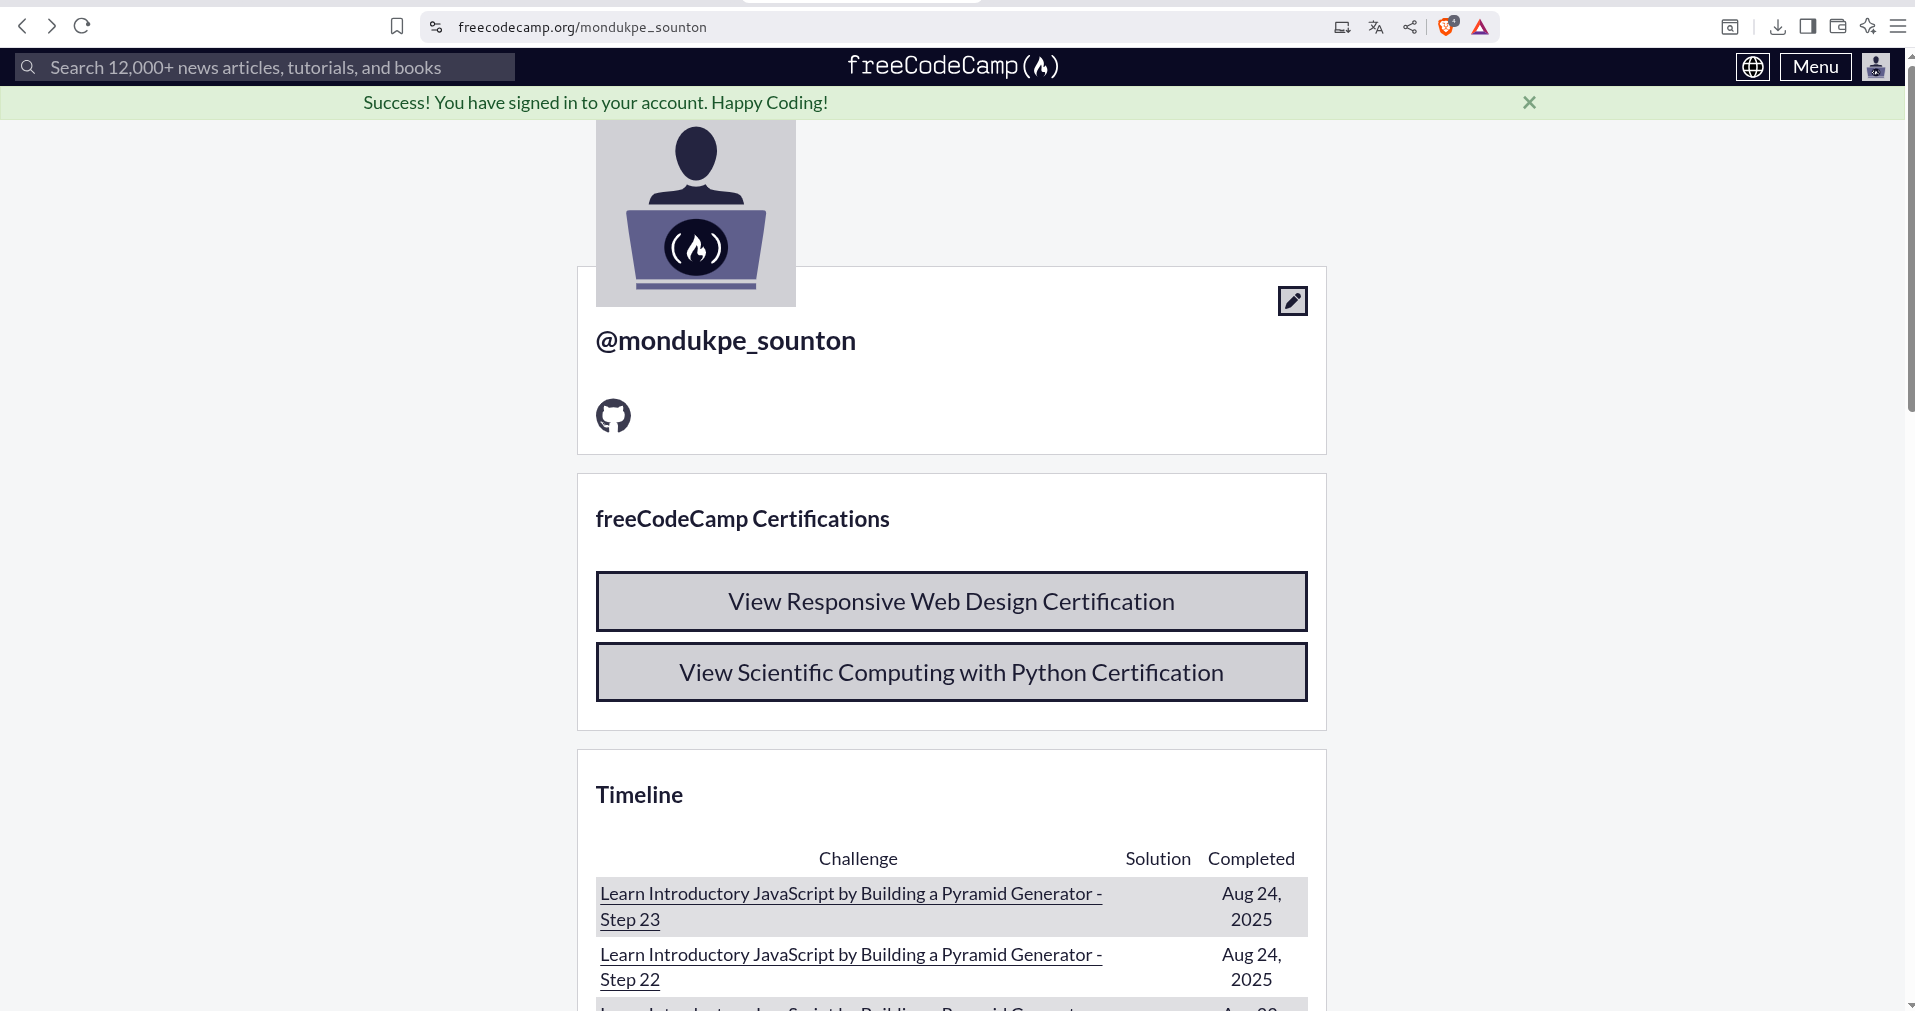 freecodecamp.org/mondukpe_sounton
4
Search 12,000+ news articles, tutorials, and books
freeCodeCamp
Menu
Success! You have signed in to your account. Happy Coding!
@mondukpe_sounton
freeCodeCamp Certifications
View Responsive Web Design Certification
View Scientific Computing with Python Certification
Timeline
Challenge Solution Completed
Learn Introductory JavaScript by Building a Pyramid Generator - Aug 24,
Step 23 2025
Learn Introductory JavaScript by Building a Pyramid Generator - Aug 24,
Step 22 2025